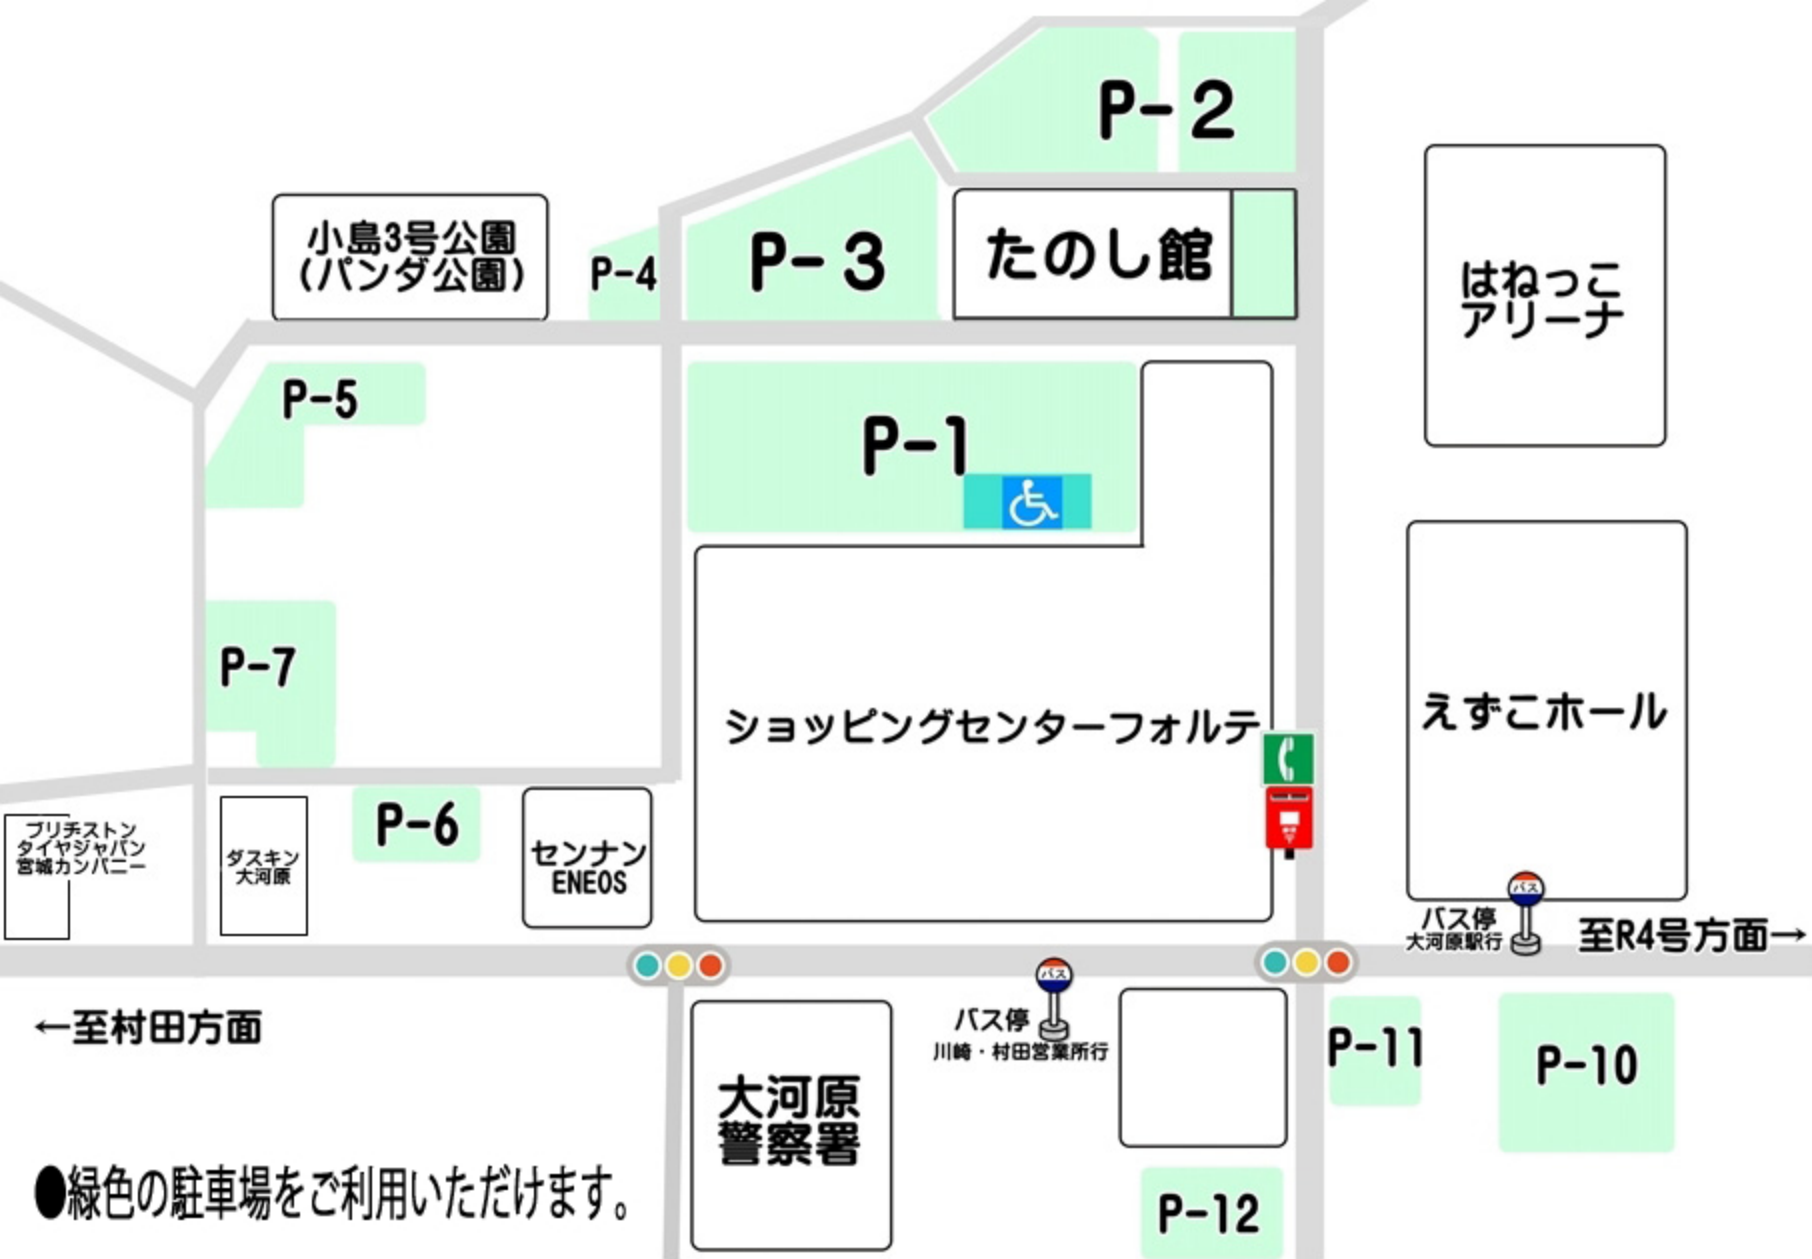 P-2
小島3号公園
(パンダ公園)
P-4
P-3
たのし館
はねっこ
アリーナ
P-5
P-1
P-7
ショッピングセンターフォルテ
えずこホール
P-6
ブリヂストン
タイヤジャパン
宮城カンパニー
ダスキン
大河原
センナン
ENEOS
バス
バス停
大河原駅行
至R4号方面→
←至村田方面
バス
バス停
川崎・村田営業所行
P-11
P-10
大河原
警察署
P-12
●緑色の駐車場をご利用いただけます。